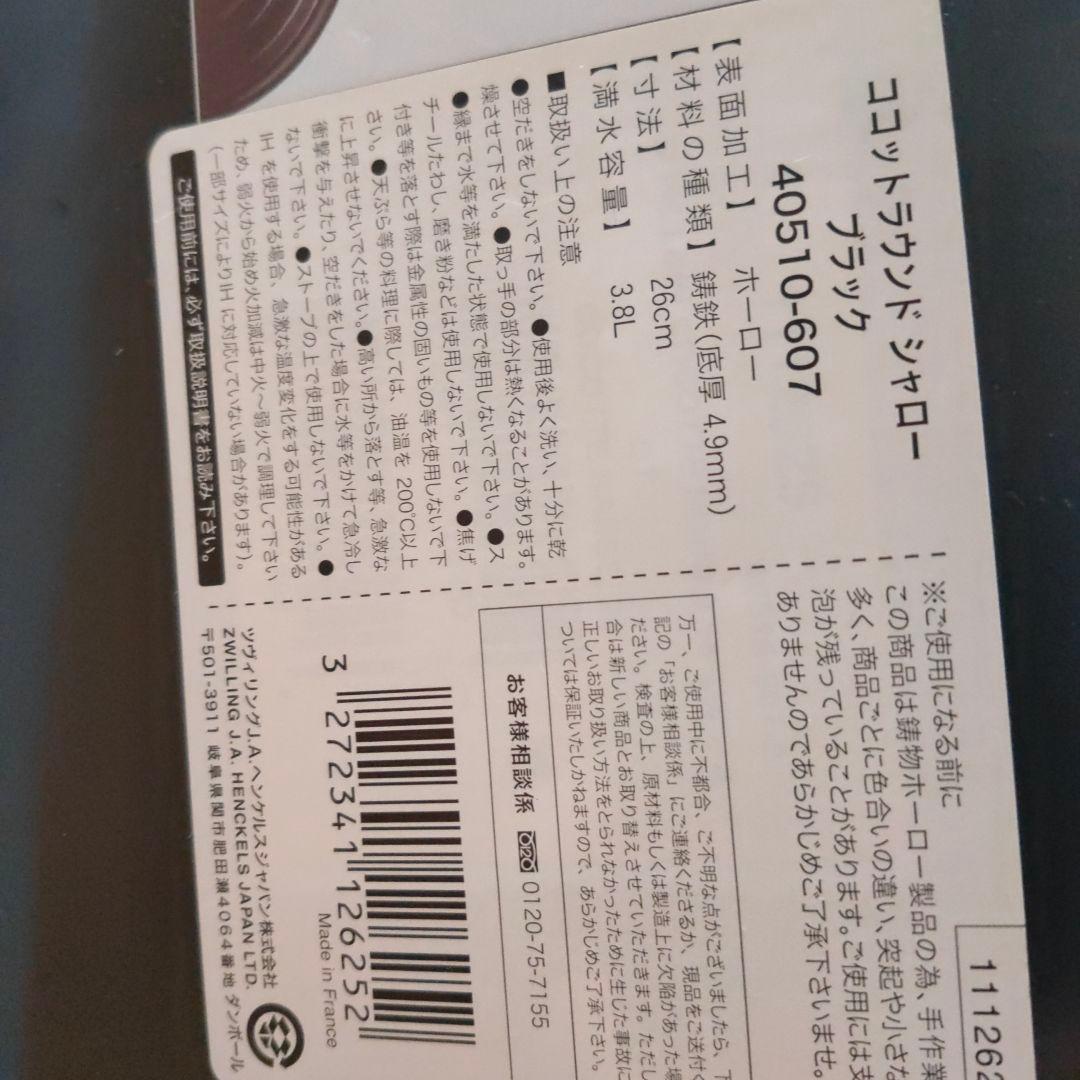 ココットラウンド シャロー
ブラック
40510-607
【表面加工】 ホーロー
【材料の種類】 鋳鉄(底厚 4.9mm)
【寸法】 26cm
【満水容量】 3.8L
■取扱い上の注意
●空だきをしないで下さい。●使用後よく洗い、十分に乾
燥させて下さい。●取っ手の部分は熱くなることがあります。
●縁まで水等を満たした状態で使用しないで下さい。●ス
チールたわし、磨き粉などは使用しないで下さい。●焦げ
付き等を落とす際は金属性の固いもの等を使用しないで下
さい。●天ぷら等の料理に際しては、油温を 200℃以上
に上昇させないでください。●高い所から落とす等、急激な
衝撃を与えたり、空だきをした場合に水等をかけて急冷し
ないで下さい。●ストーブの上で使用しないで下さい。●
IH を使用する場合、急激な温度変化をする可能性がある
ため、弱火から始め火加減は中火〜弱火で調理して下さい
(一部サイズにより IH に対応していない場合があります)。
ご使用前には、必ず取扱説明書をお読み下さい。
※ご使用になる前に
この商品は鋳物ホーロー製品の為、手作業
多く、商品ごとに色合いの違い、突起や小さな
泡が残っていることがあります。ご使用には支
ありませんのであらかじめご了承下さいませ。
11126
万一、ご使用中に不都合、ご不明な点がございましたら、下
記の「お客様相談係」にご連絡くださるか、現品をご送付く
ださい。検査の上、原材料もしくは製造上に欠陥があった場
合は新しい商品とお取り替えさせていただきます。ただし
正しいお取り扱い方法をとられなかったために生じた事故に
ついては保証いたしかねますので、あらかじめご了承下さい。
お客様相談係 0120 0120-75-7155
3 272341 126252
Made in France
ツヴィリングJ.A.ヘンケルスジャパン株式会社
ZWILLING J.A. HENCKELS JAPAN LTD.
〒501-3911 岐阜県関市肥田瀬4064番地
ダンボール